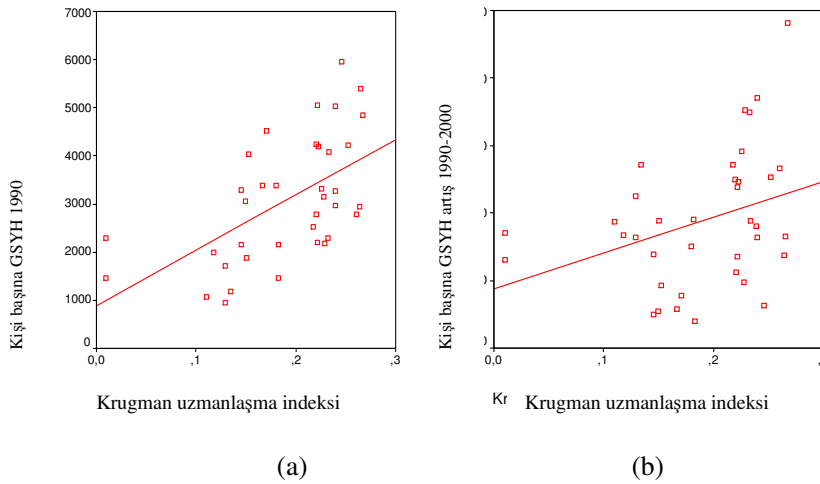 7000
6000
5000
4000
3000
2000
1000
0
Kişi başına GSYH 1990
0,0 ,1 ,2 ,3
Krugman uzmanlaşma indeksi
(a)
Kişi başına GSYH artış 1990-2000
0,0 ,1 ,2
Kr Krugman uzmanlaşma indeksi
(b)